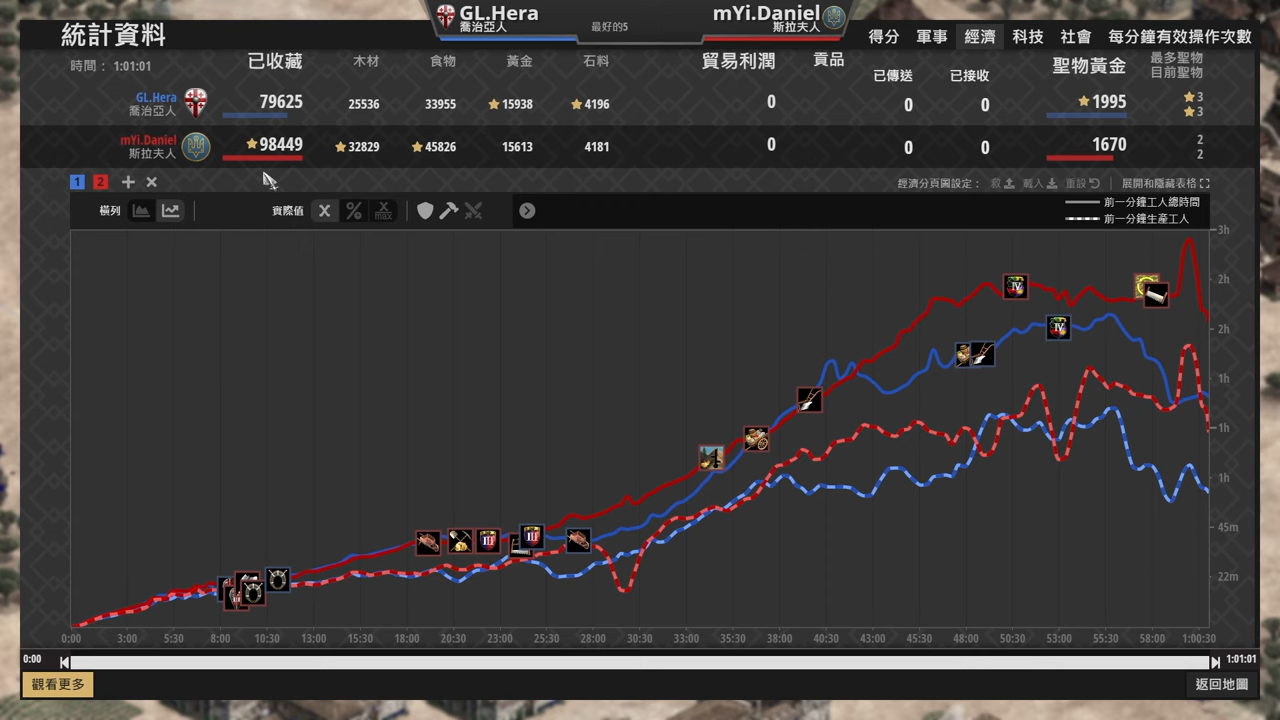 GL.Hera
喬治亞人
最好的5
mYi.Daniel
斯拉夫人
統計資料
得分 軍事 經濟 科技 社會 每分鐘有效操作次數
時間： 1:01:01
已收藏 木材 食物 黃金 石料 貿易利潤 貢品 已傳送 已接收 聖物黃金 最多聖物 目前聖物
GL.Hera
喬治亞人
79625 25536 33955 15938 4196 0 0 0 1995 3 3
mYi.Daniel
斯拉夫人
98449 32829 45826 15613 4181 0 0 0 1670 2 2
1 2
經濟分頁圖設定： 載入 重設 展開和隱藏表格
橫列 實際值 X % X max
前一分鐘工人總時間
前一分鐘生產工人
3h
2h
2h
1h
1h
1h
45m
22m
IV
IV
III
III
0:00 3:00 5:30 8:00 10:30 13:00 15:30 18:00 20:30 23:00 25:30 28:00 30:30 33:00 35:30 38:00 40:30 43:00 45:30 48:00 50:30 53:00 55:30 58:00 1:00:30
0:00 1:01:01
觀看更多 返回地圖